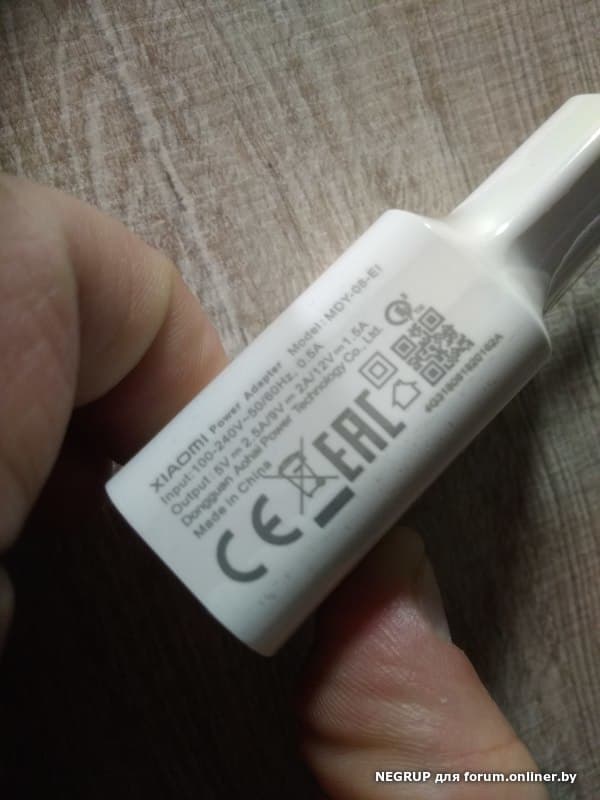 XIAOMI Power Adapter Model: MDY-08-EI
Input:100-240V~50/60Hz, 0.5A
Output:5V⎓2.5A/9V⎓2A/12V⎓1.5A
Dongguan Aohai Power Technology Co., Ltd.
Made in China
CE EAC
NEGRUP для forum.onliner.by